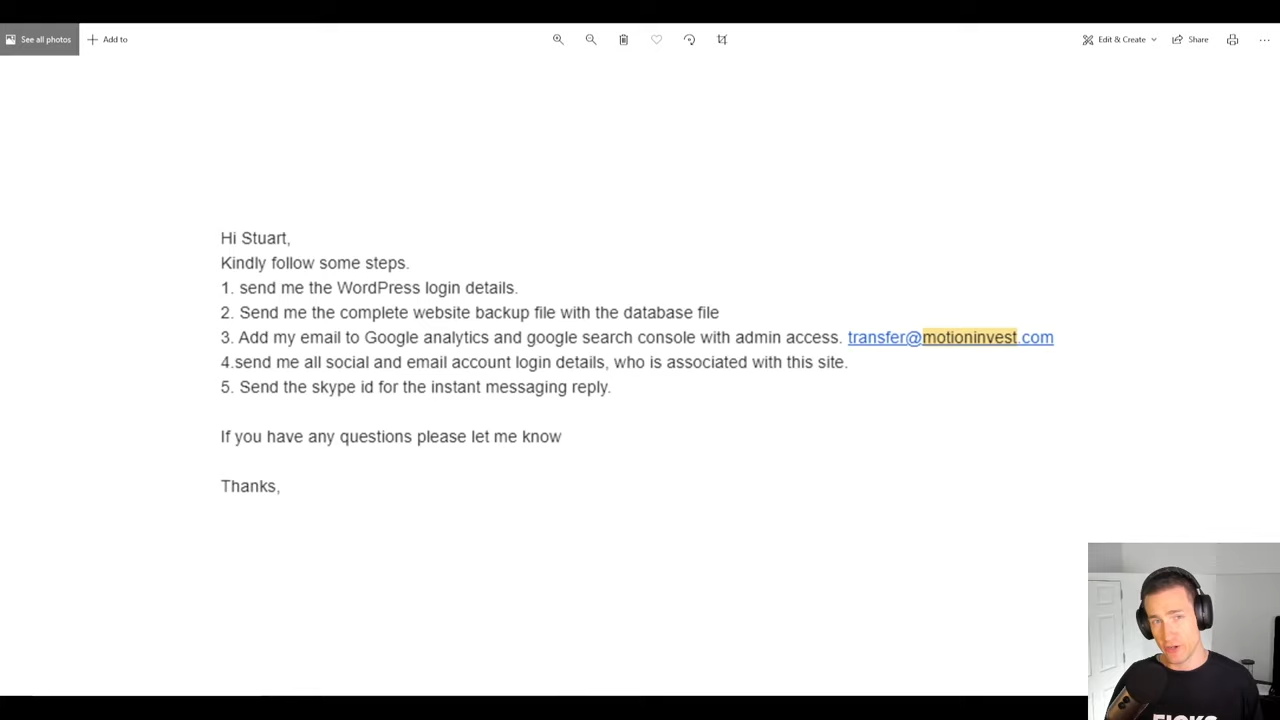 See all photos
Add to
Edit & Create
Share
Hi Stuart,
Kindly follow some steps.
1. send me the WordPress login details.
2. Send me the complete website backup file with the database file
3. Add my email to Google analytics and google search console with admin access. transfer@motioninvest.com
4.send me all social and email account login details, who is associated with this site.
5. Send the skype id for the instant messaging reply.
If you have any questions please let me know
Thanks,